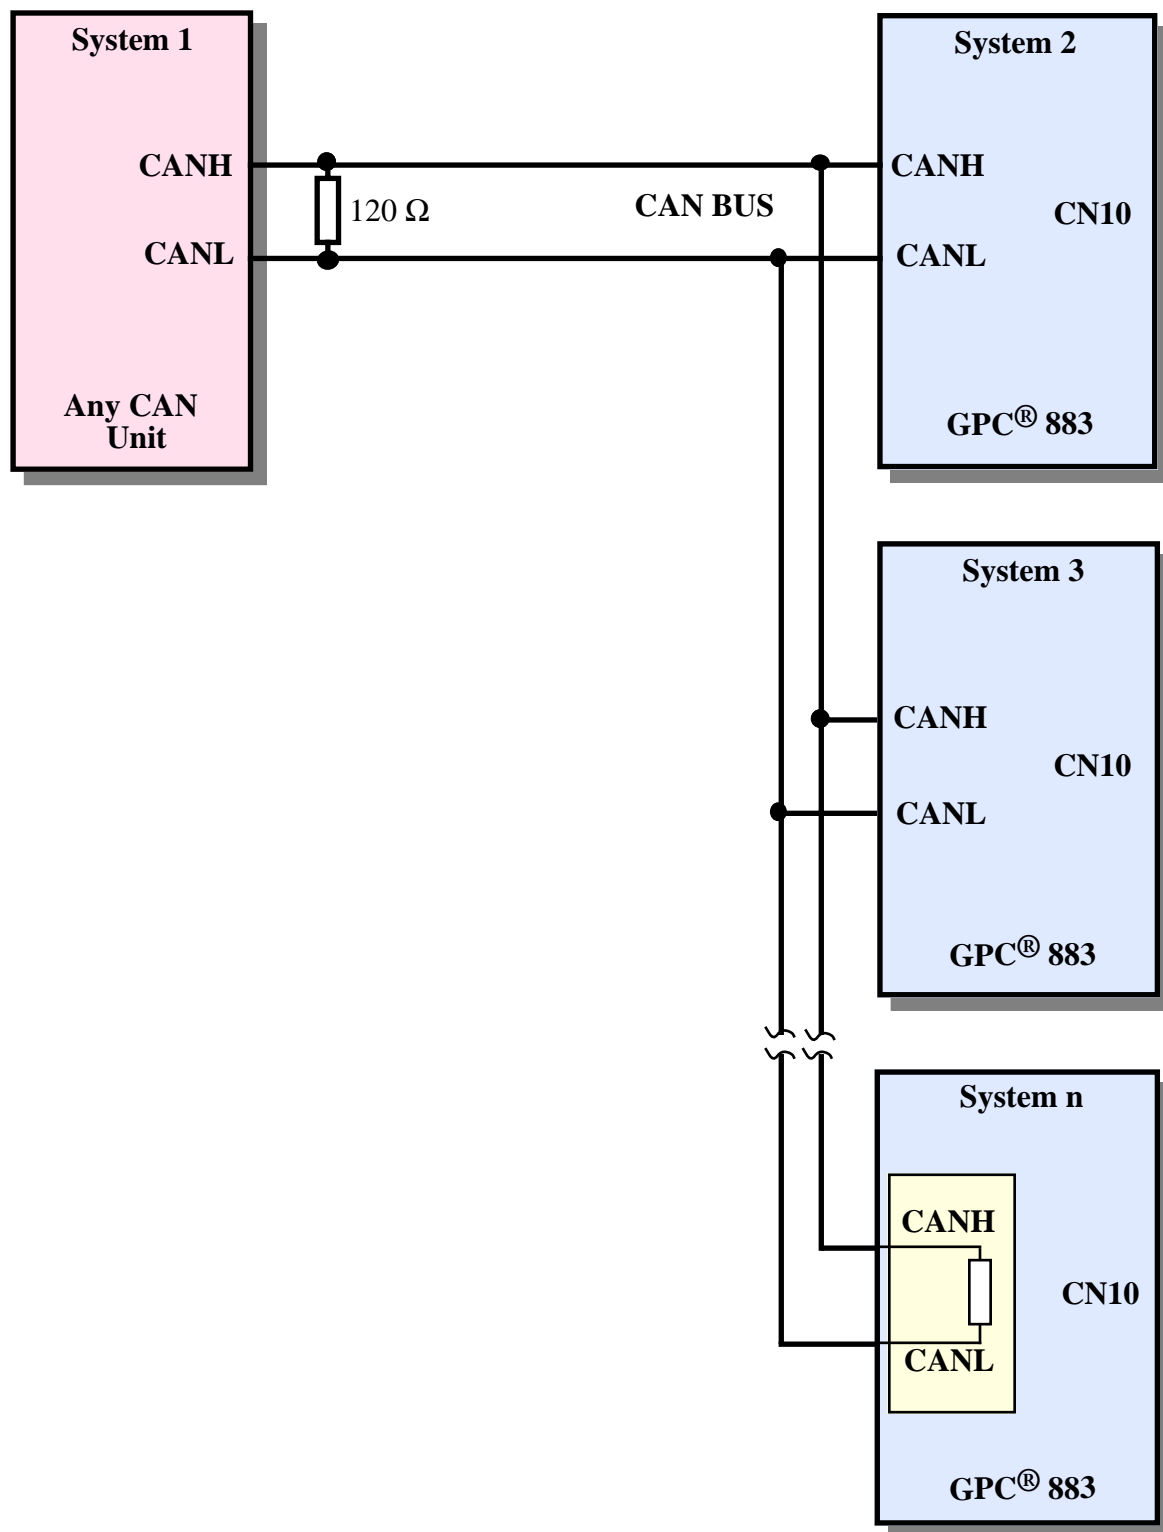 System 1
CANH
CANL
Any CAN
Unit
120 Ω
CAN BUS
System 2
CANH
CN10
CANL
GPC® 883
System 3
CANH
CN10
CANL
GPC® 883
System n
CANH
CN10
CANL
GPC® 883